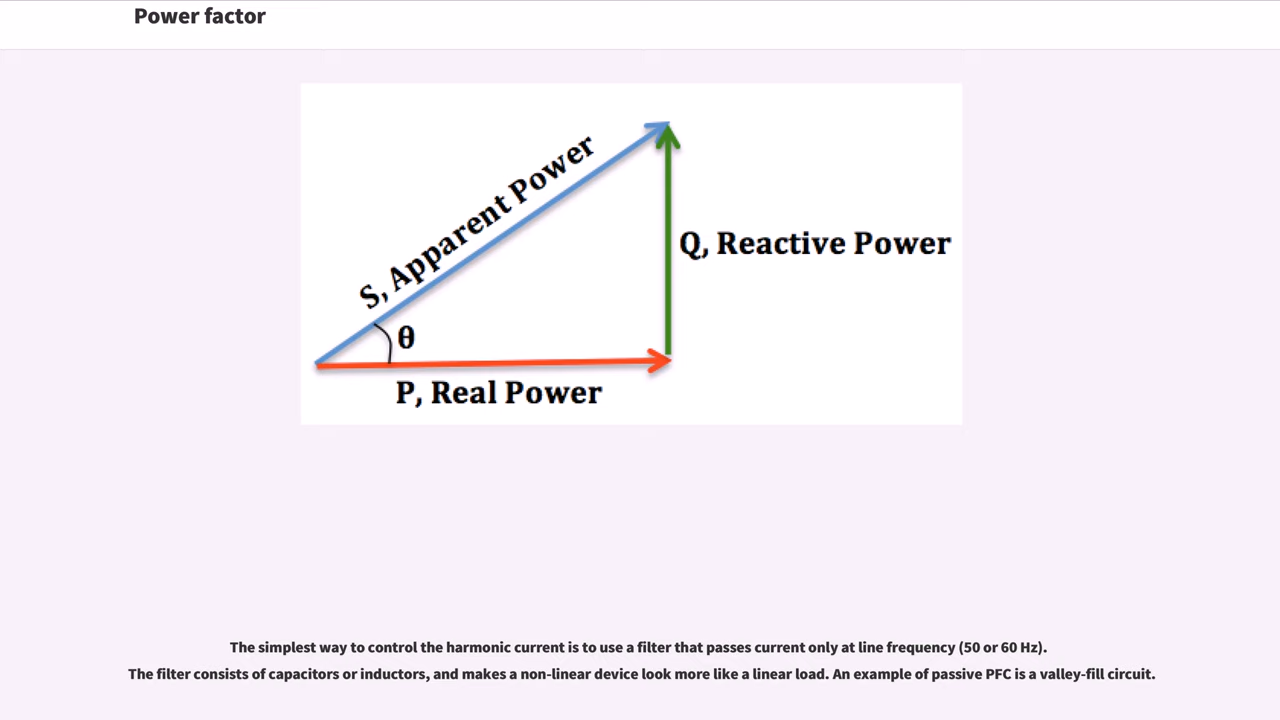 Power factor
S, Apparent Power
Q, Reactive Power
θ
P, Real Power
The simplest way to control the harmonic current is to use a filter that passes current only at line frequency (50 or 60 Hz).
The filter consists of capacitors or inductors, and makes a non-linear device look more like a linear load. An example of passive PFC is a valley-fill circuit.